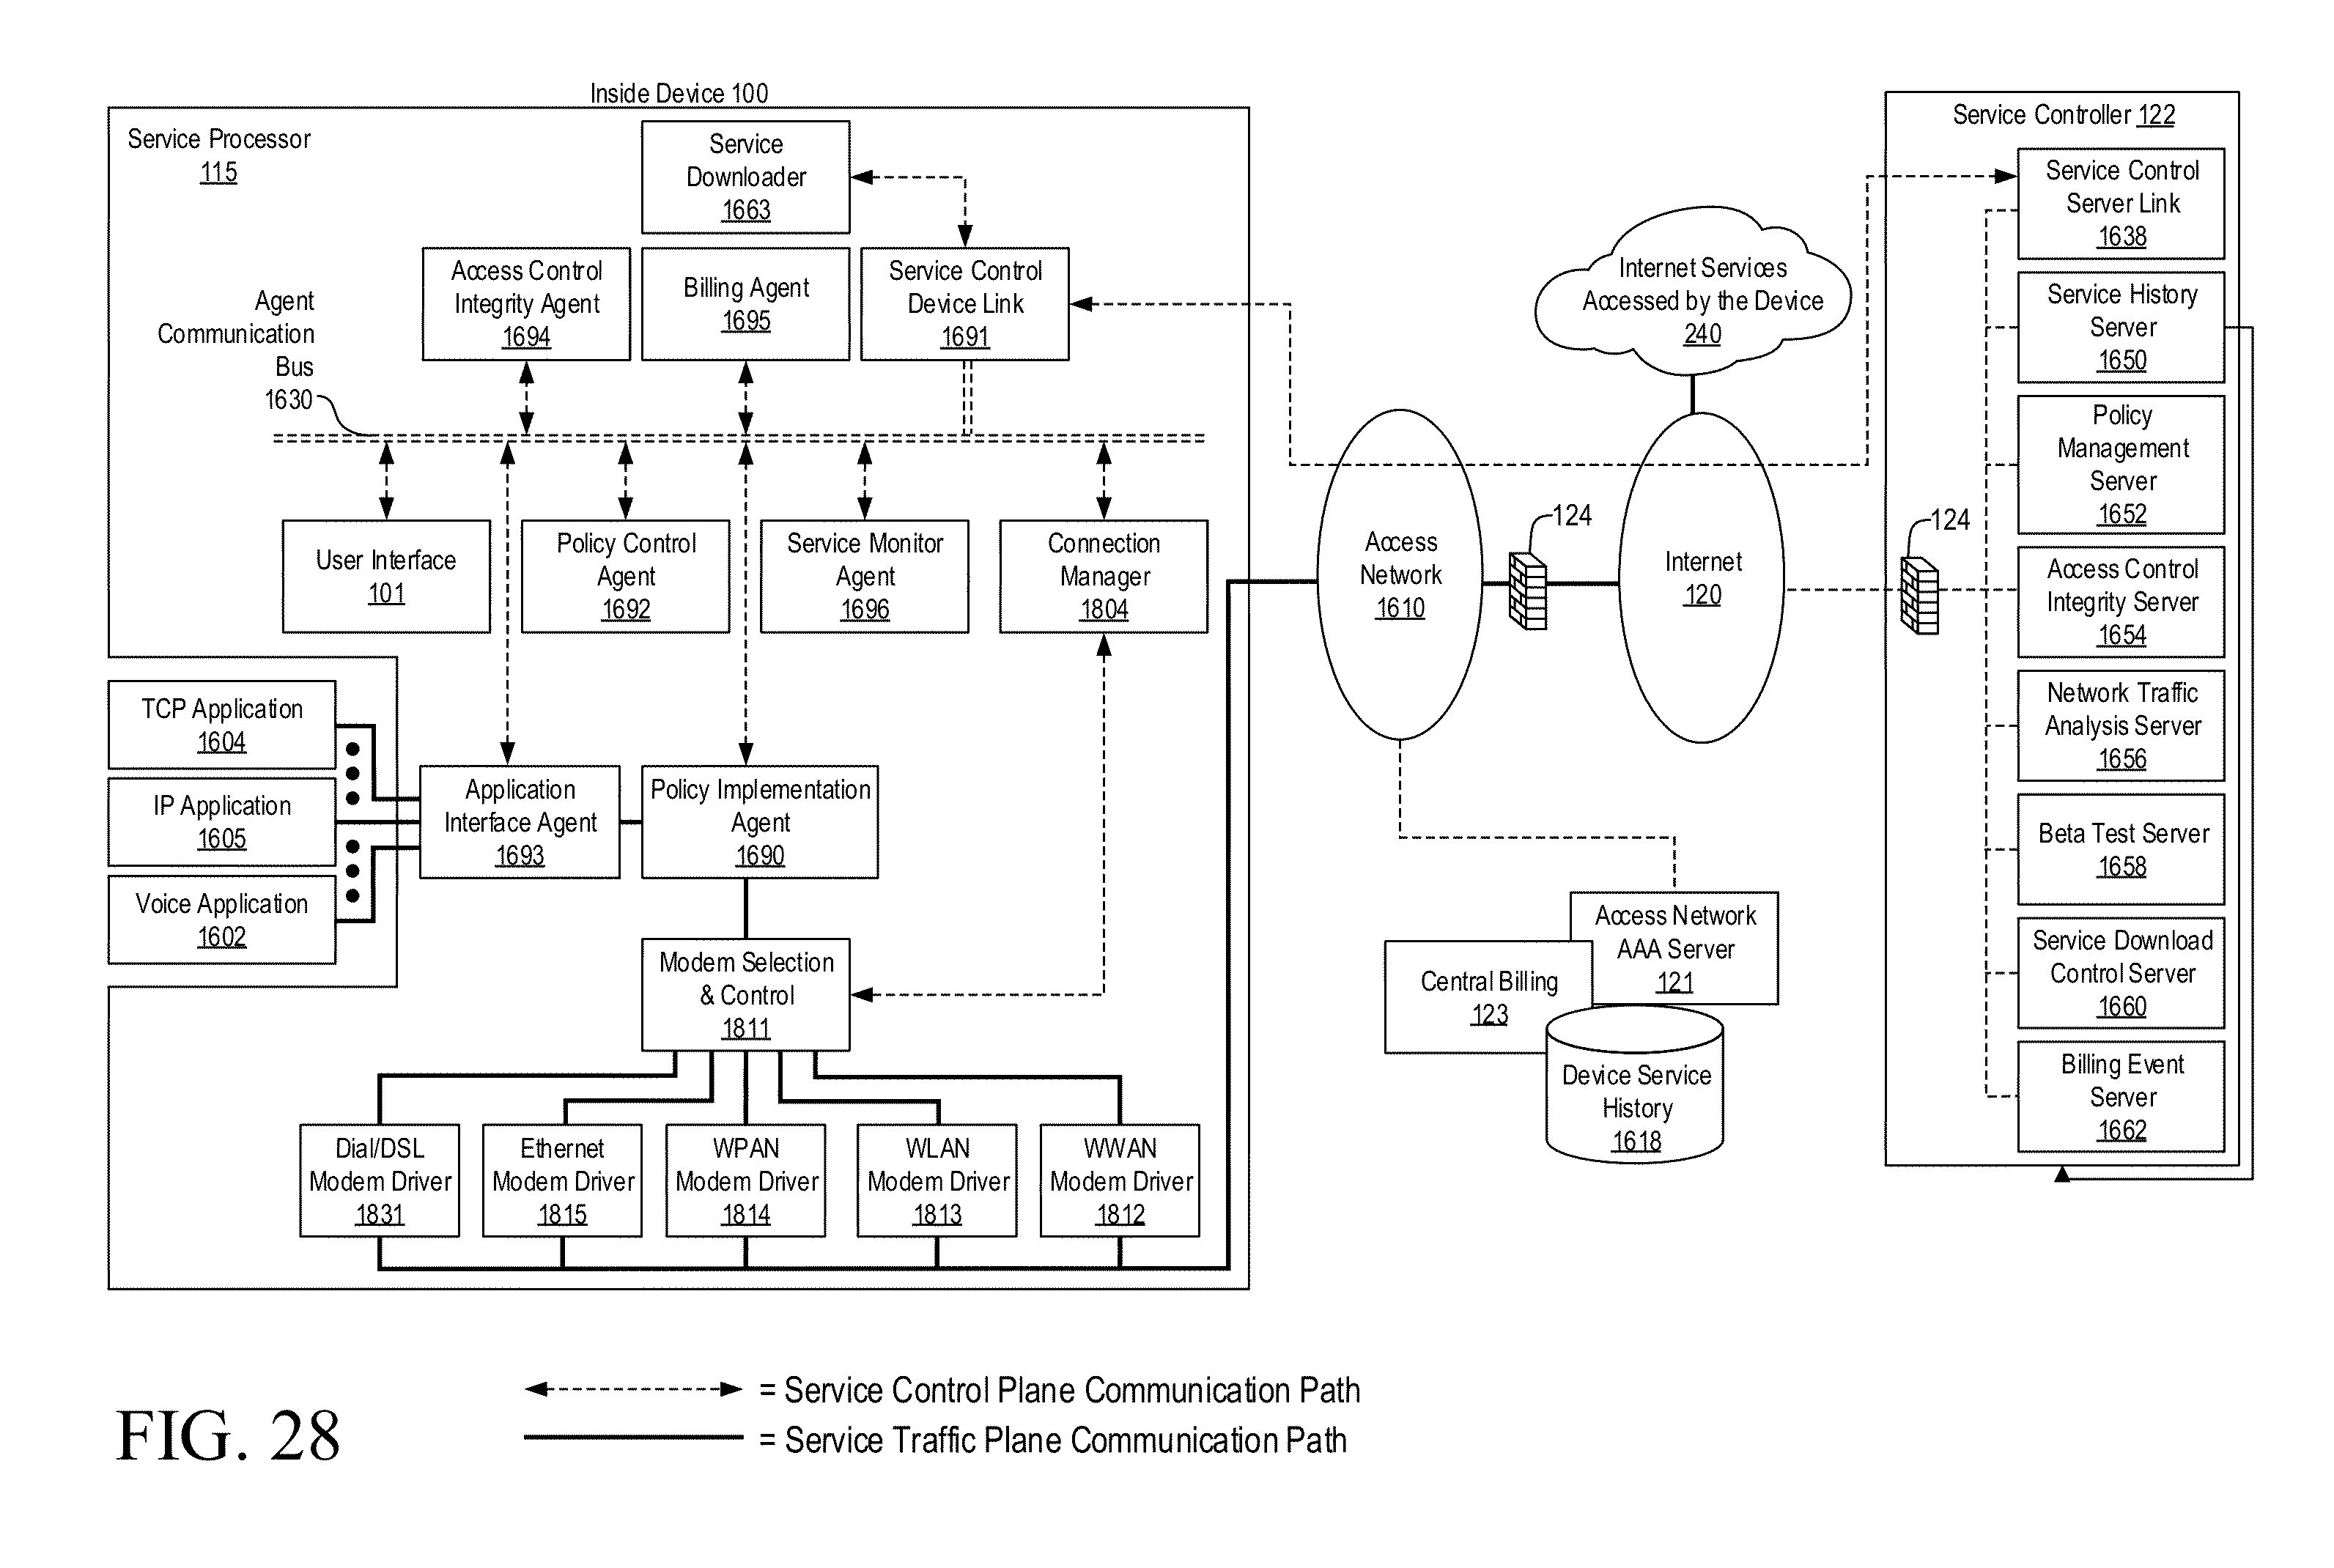 Inside Device 100
Service Processor
115
Service
Downloader
1663
Access Control
Integrity Agent
1694
Billing Agent
1695
Service Control
Device Link
1691
Agent
Communication
Bus
1630
User Interface
101
Policy Control
Agent
1692
Service Monitor
Agent
1696
Connection
Manager
1804
TCP Application
1604
IP Application
1605
Voice Application
1602
Application
Interface Agent
1693
Policy Implementation
Agent
1690
Modem Selection
& Control
1811
Dial/DSL
Modem Driver
1831
Ethernet
Modem Driver
1815
WPAN
Modem Driver
1814
WLAN
Modem Driver
1813
WWAN
Modem Driver
1812
Internet Services
Accessed by the Device
240
Access
Network
1610
124
Internet
120
124
Access Network
AAA Server
121
Central Billing
123
Device Service
History
1618
Service Controller 122
Service Control
Server Link
1638
Service History
Server
1650
Policy
Management
Server
1652
Access Control
Integrity Server
1654
Network Traffic
Analysis Server
1656
Beta Test Server
1658
Service Download
Control Server
1660
Billing Event
Server
1662
= Service Control Plane Communication Path
= Service Traffic Plane Communication Path
FIG. 28